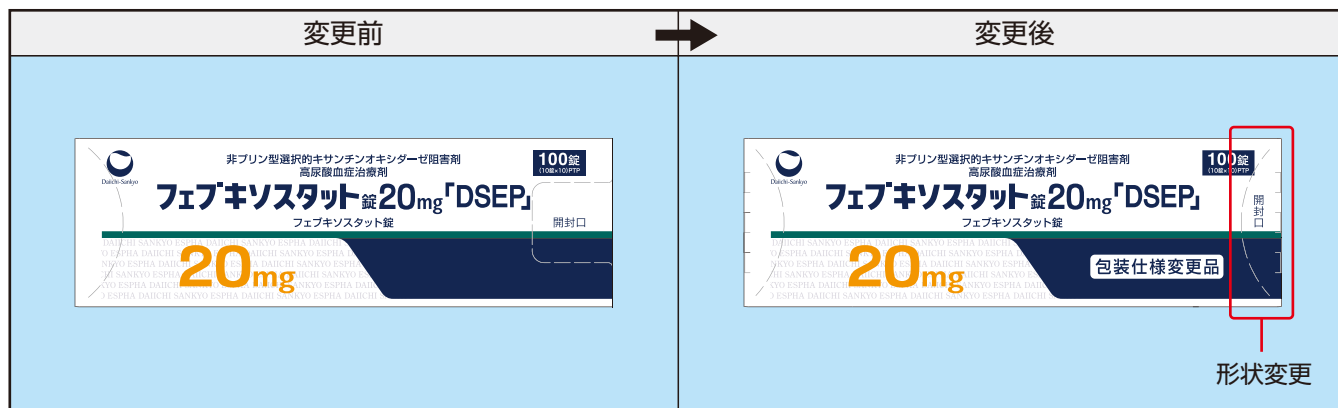 変更前
変更後
Daiichi-Sankyo
非プリン型選択的キサンチンオキシダーゼ阻害剤
高尿酸血症治療剤
100錠
(10錠×10)PTP
フェブキソスタット錠20mg「DSEP」
フェブキソスタット錠
開封口
20mg
Daiichi-Sankyo
非プリン型選択的キサンチンオキシダーゼ阻害剤
高尿酸血症治療剤
100錠
(10錠×10)PTP
フェブキソスタット錠20mg「DSEP」
フェブキソスタット錠
開封口
20mg
包装仕様変更品
形状変更